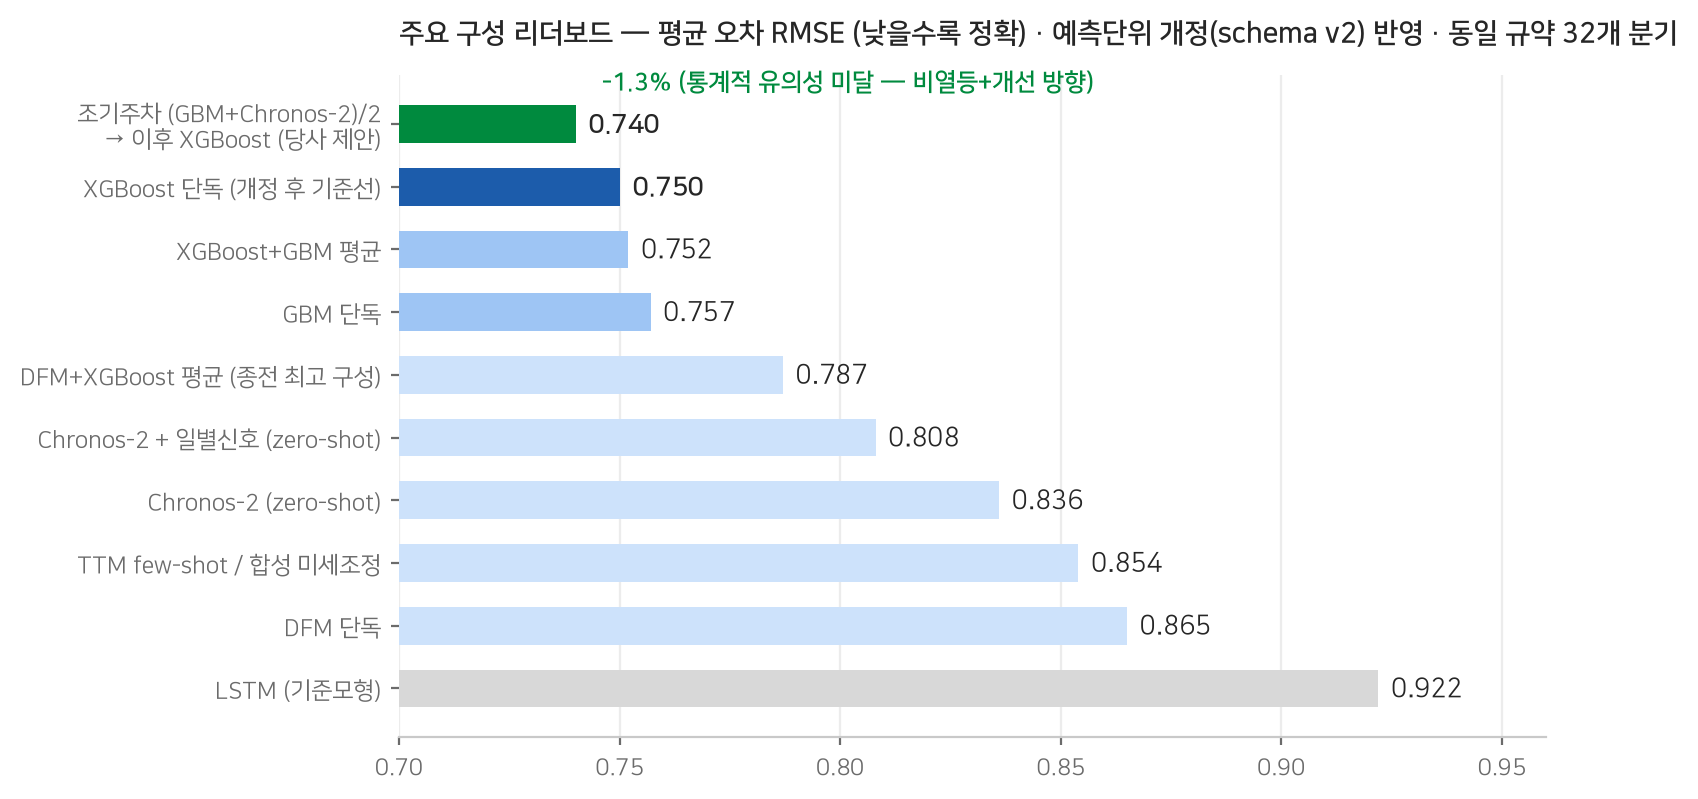 주요 구성 리더보드 — 평균 오차 RMSE (낮을수록 정확) · 예측단위 개정(schema v2) 반영 · 동일 규약 32개 분기
-1.3% (통계적 유의성 미달 — 비열등+개선 방향)
조기주차 (GBM+Chronos-2)/2
→ 이후 XGBoost (당사 제안)
0.740
XGBoost 단독 (개정 후 기준선)
0.750
XGBoost+GBM 평균
0.752
GBM 단독
0.757
DFM+XGBoost 평균 (종전 최고 구성)
0.787
Chronos-2 + 일별신호 (zero-shot)
0.808
Chronos-2 (zero-shot)
0.836
TTM few-shot / 합성 미세조정
0.854
DFM 단독
0.865
LSTM (기준모형)
0.922
0.70 0.75 0.80 0.85 0.90 0.95